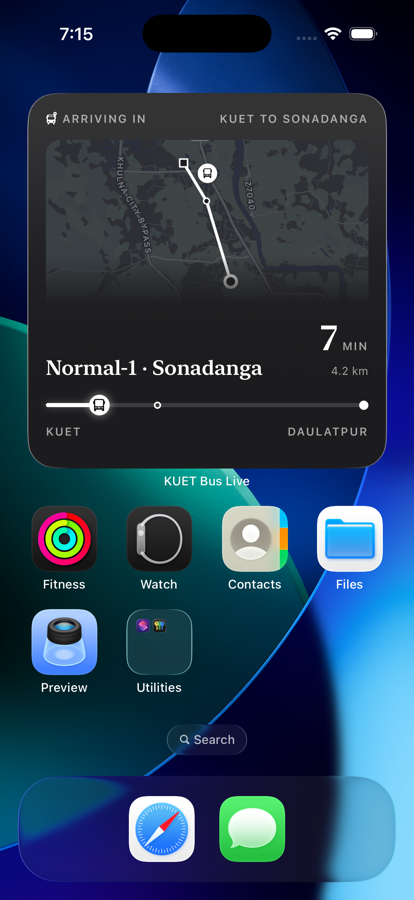 7:15
ARRIVING IN
KUET TO SONADANGA
KHULNA CITY BYPASS
Z7040
7 MIN
Normal-1 · Sonadanga
4.2 km
KUET
DAULATPUR
KUET Bus Live
Fitness
Watch
Contacts
Files
Preview
Utilities
Search